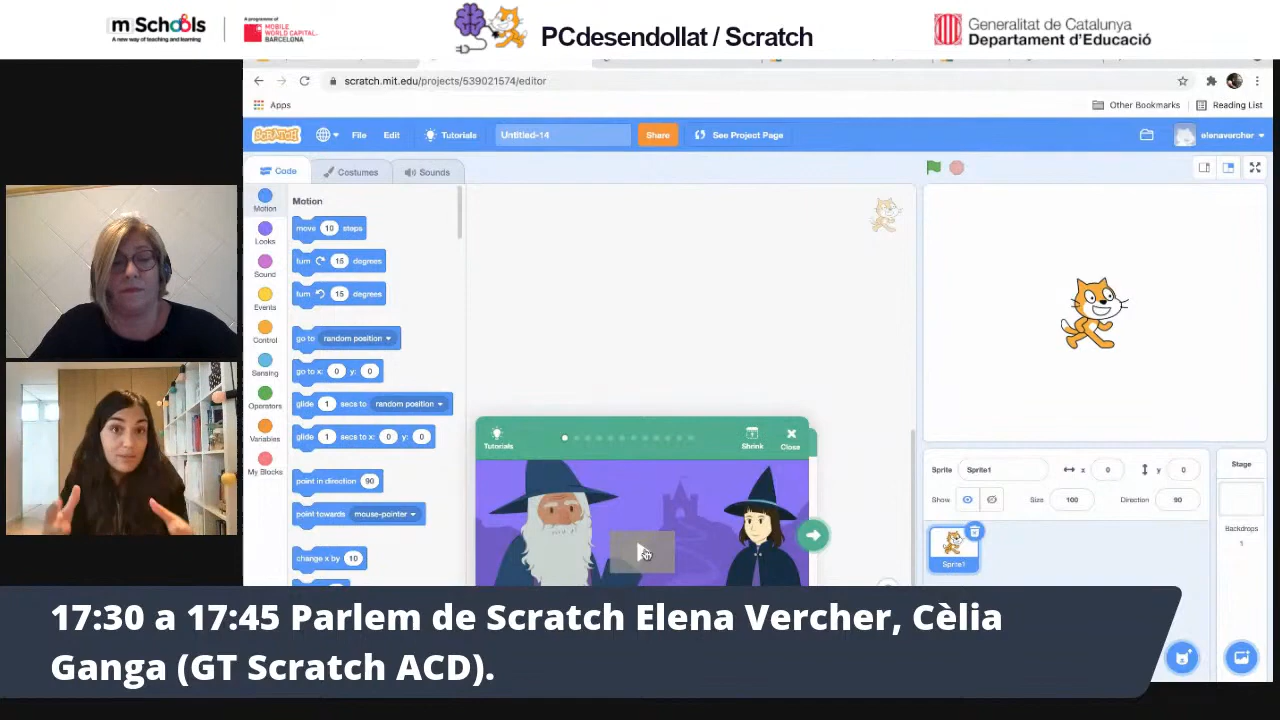 mSchools
A new way of teaching and learning
A programme of
MOBILE
WORLD CAPITAL
BARCELONA
PCdesendollat / Scratch
Generalitat de Catalunya
Departament d'Educació
scratch.mit.edu/projects/539021574/editor
Apps
Other Bookmarks
Reading List
SCRATCH
File
Edit
Tutorials
Untitled-14
Share
See Project Page
elenavercher
Code
Costumes
Sounds
Motion
Looks
Sound
Events
Control
Sensing
Operators
Variables
My Blocks
Motion
move 10 steps
turn 15 degrees
turn 15 degrees
go to random position
go to x: 0 y: 0
glide 1 secs to random position
glide 1 secs to x: 0 y: 0
point in direction 90
point towards mouse-pointer
change x by 10
Tutorials
Shrink
Close
Sprite Sprite1 x 0 y 0
Show: Size 100 Direction 90
Sprite1
Stage
Backdrops
1
17:30 a 17:45 Parlem de Scratch Elena Vercher, Cèlia
Ganga (GT Scratch ACD).